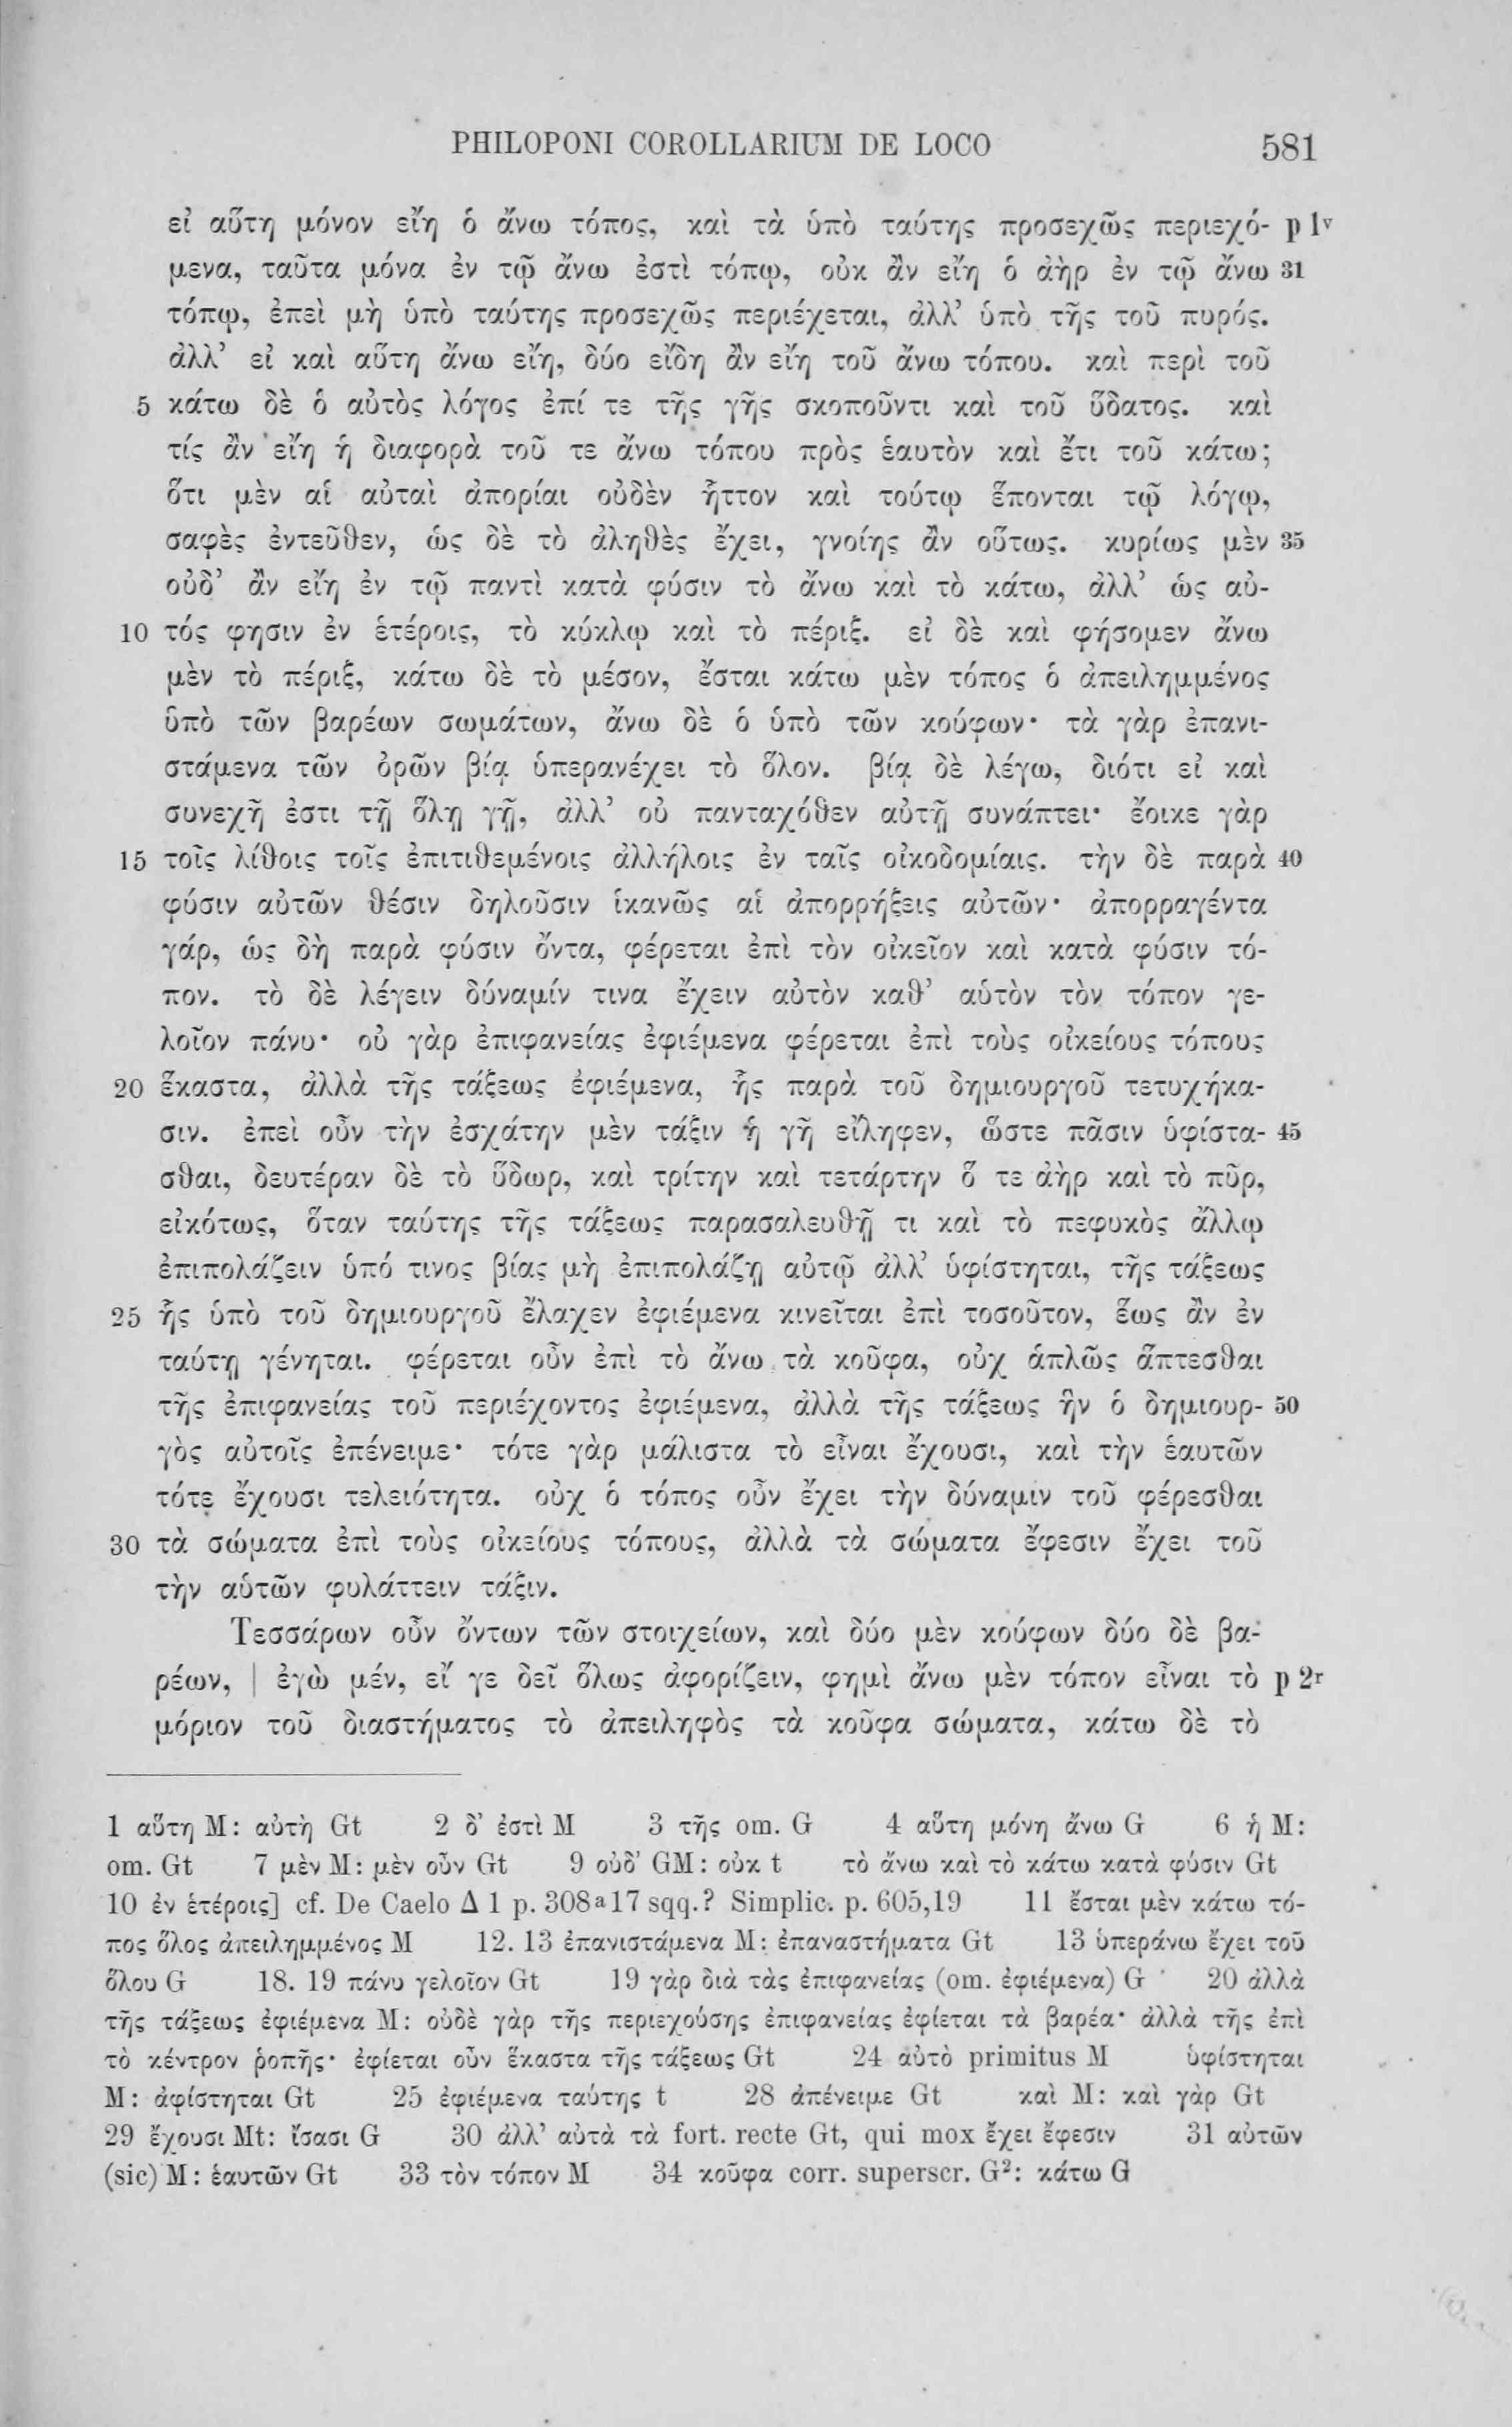 PHILOPONI COROLLARIUM DE LOCO 581
εἰ αὕτη μόνον εἴη ὁ ἄνω τόπος, καὶ τὰ ὑπὸ ταύτης προσεχῶς περιεχό- p 1v
μενα, ταῦτα μόνα ἐν τῷ ἄνω ἐστὶ τόπῳ, οὐκ ἂν εἴη ὁ ἀὴρ ἐν τῷ ἄνω 31
τόπῳ, ἐπεὶ μὴ ὑπὸ ταύτης προσεχῶς περιέχεται, ἀλλ’ ὑπὸ τῆς τοῦ πυρός.
ἀλλ’ εἰ καὶ αὕτη ἄνω εἴη, δύο εἴδη ἂν εἴη τοῦ ἄνω τόπου. καὶ περὶ τοῦ
5 κάτω δὲ ὁ αὐτὸς λόγος ἐπί τε τῆς γῆς σκοποῦντι καὶ τοῦ ὕδατος. καὶ
τίς ἂν εἴη ἡ διαφορὰ τοῦ τε ἄνω τόπου πρὸς ἑαυτὸν καὶ ἔτι τοῦ κάτω;
ὅτι μὲν αἱ αὐταὶ ἀπορίαι οὐδὲν ἧττον καὶ τούτῳ ἕπονται τῷ λόγῳ,
σαφὲς ἐντεῦθεν, ὡς δὲ τὸ ἀληθὲς ἔχει, γνοίης ἂν οὕτως. κυρίως μὲν 35
οὐδ’ ἂν εἴη ἐν τῷ παντὶ κατὰ φύσιν τὸ ἄνω καὶ τὸ κάτω, ἀλλ’ ὡς αὐ-
10 τός φησιν ἐν ἑτέροις, τὸ κύκλῳ καὶ τὸ πέριξ. εἰ δὲ καὶ φήσομεν ἄνω
μὲν τὸ πέριξ, κάτω δὲ τὸ μέσον, ἔσται κάτω μὲν τόπος ὁ ἀπειλημμένος
ὑπὸ τῶν βαρέων σωμάτων, ἄνω δὲ ὁ ὑπὸ τῶν κούφων· τὰ γὰρ ἐπανι-
στάμενα τῶν ὀρῶν βίᾳ ὑπερανέχει τὸ ὅλον. βίᾳ δὲ λέγω, διότι εἰ καὶ
συνεχῆ ἐστι τῇ ὅλῃ γῇ, ἀλλ’ οὐ πανταχόθεν αὐτῇ συνάπτει· ἔοικε γὰρ
15 τοῖς λίθοις τοῖς ἐπιτιθεμένοις ἀλλήλοις ἐν ταῖς οἰκοδομίαις. τὴν δὲ παρὰ 40
φύσιν αὐτῶν θέσιν δηλοῦσιν ἱκανῶς αἱ ἀπορρήξεις αὐτῶν· ἀπορραγέντα
γάρ, ὡς δὴ παρὰ φύσιν ὄντα, φέρεται ἐπὶ τὸν οἰκεῖον καὶ κατὰ φύσιν τό-
πον. τὸ δὲ λέγειν δύναμίν τινα ἔχειν αὐτὸν καθ’ αὑτὸν τὸν τόπον γε-
λοῖον πάνυ· οὐ γὰρ ἐπιφανείας ἐφιέμενα φέρεται ἐπὶ τοὺς οἰκείους τόπους
20 ἕκαστα, ἀλλὰ τῆς τάξεως ἐφιέμενα, ἧς παρὰ τοῦ δημιουργοῦ τετυχήκα-
σιν. ἐπεὶ οὖν τὴν ἐσχάτην μὲν τάξιν ἡ γῆ εἴληφεν, ὥστε πᾶσιν ὑφίστα- 45
σθαι, δευτέραν δὲ τὸ ὕδωρ, καὶ τρίτην καὶ τετάρτην ὅ τε ἀὴρ καὶ τὸ πῦρ,
εἰκότως, ὅταν ταύτης τῆς τάξεως παρασαλευθῇ τι καὶ τὸ πεφυκὸς ἄλλῳ
ἐπιπολάζειν ὑπό τινος βίας μὴ ἐπιπολάζῃ αὐτῷ ἀλλ’ ὑφίστηται, τῆς τάξεως
25 ἧς ὑπὸ τοῦ δημιουργοῦ ἔλαχεν ἐφιέμενα κινεῖται ἐπὶ τοσοῦτον, ἕως ἂν ἐν
ταύτῃ γένηται. φέρεται οὖν ἐπὶ τὸ ἄνω τὰ κοῦφα, οὐχ ἁπλῶς ἅπτεσθαι
τῆς ἐπιφανείας τοῦ περιέχοντος ἐφιέμενα, ἀλλὰ τῆς τάξεως ἣν ὁ δημιουρ- 50
γὸς αὐτοῖς ἐπένειμε· τότε γὰρ μάλιστα τὸ εἶναι ἔχουσι, καὶ τὴν ἑαυτῶν
τότε ἔχουσι τελειότητα. οὐχ ὁ τόπος οὖν ἔχει τὴν δύναμιν τοῦ φέρεσθαι
30 τὰ σώματα ἐπὶ τοὺς οἰκείους τόπους, ἀλλὰ τὰ σώματα ἔφεσιν ἔχει τοῦ
τὴν αὑτῶν φυλάττειν τάξιν.
Τεσσάρων οὖν ὄντων τῶν στοιχείων, καὶ δύο μὲν κούφων δύο δὲ βα-
ρέων, | ἐγὼ μέν, εἴ γε δεῖ ὅλως ἀφορίζειν, φημὶ ἄνω μὲν τόπον εἶναι τὸ p 2r
μόριον τοῦ διαστήματος τὸ ἀπειληφὸς τὰ κοῦφα σώματα, κάτω δὲ τὸ
1 αὕτη M: αὐτὴ Gt 2 δ’ ἐστὶ M 3 τῆς om. G 4 αὕτη μόνη ἄνω G 6 ἡ M:
om. Gt 7 μὲν M: μὲν οὖν Gt 9 οὐδ’ GM: οὐκ t τὸ ἄνω καὶ τὸ κάτω κατὰ φύσιν Gt
10 ἐν ἑτέροις] cf. De Caelo Δ 1 p. 308a17 sqq.? Simplic. p. 605,19 11 ἔσται μὲν κάτω τό-
πος ὅλος ἀπειλημμένος M 12. 13 ἐπανιστάμενα M: ἐπαναστήματα Gt 13 ὑπεράνω ἔχει τοῦ
ὅλου G 18. 19 πάνυ γελοῖον Gt 19 γὰρ διὰ τὰς ἐπιφανείας (om. ἐφιέμενα) G 20 ἀλλὰ
τῆς τάξεως ἐφιέμενα M: οὐδὲ γὰρ τῆς περιεχούσης ἐπιφανείας ἐφίεται τὰ βαρέα· ἀλλὰ τῆς ἐπὶ
τὸ κέντρον ῥοπῆς· ἐφίεται οὖν ἕκαστα τῆς τάξεως Gt 24 αὐτὸ primitus M ὑφίστηται
M: ἀφίστηται Gt 25 ἐφιέμενα ταύτης t 28 ἀπένειμε Gt καὶ M: καὶ γὰρ Gt
29 ἔχουσι Mt: ἴσασι G 30 ἀλλ’ αὐτὰ τὰ fort. recte Gt, qui mox ἔχει ἔφεσιν 31 αὐτῶν
(sic) M: ἑαυτῶν Gt 33 τὸν τόπον M 34 κοῦφα corr. superscr. G²: κάτω G